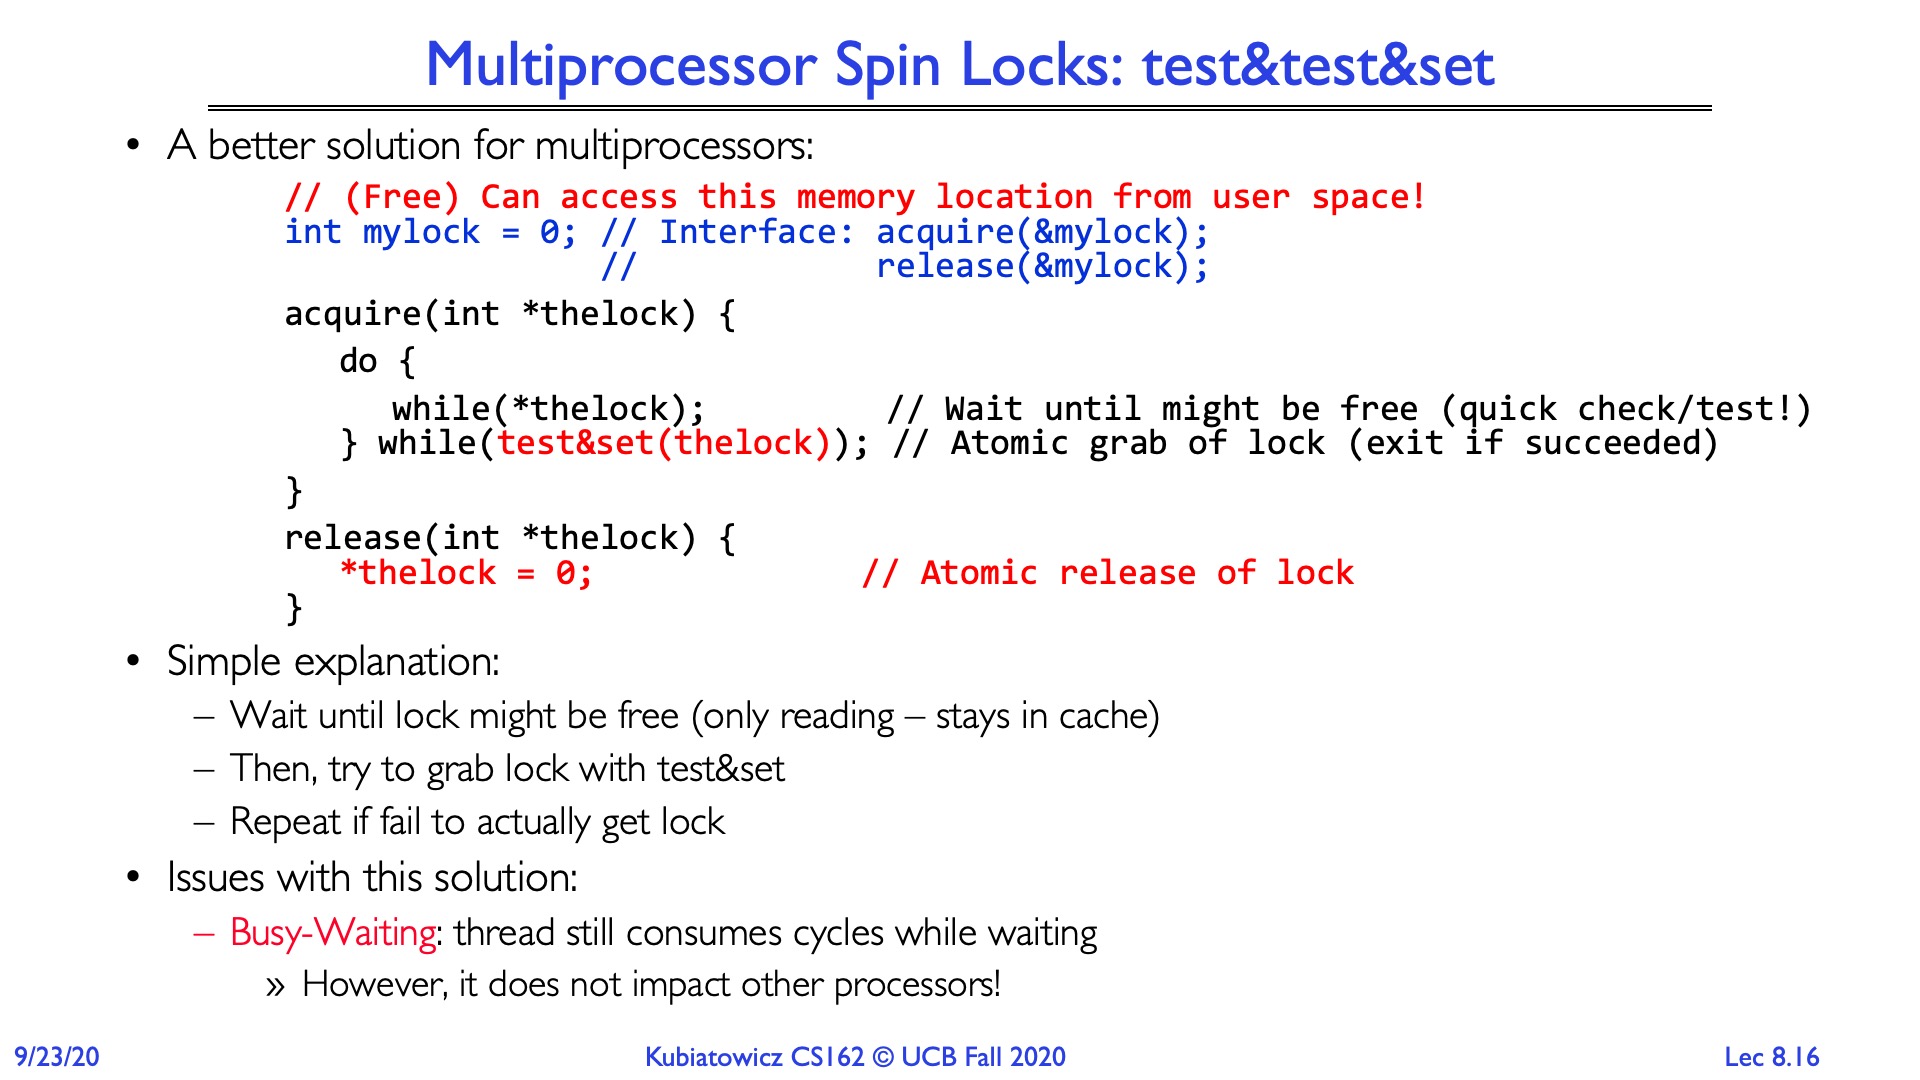 Multiprocessor Spin Locks: test&test&set
• A better solution for multiprocessors:
// (Free) Can access this memory location from user space!
int mylock = 0; // Interface: acquire(&mylock);
// release(&mylock);
acquire(int *thelock) {
do {
while(*thelock); // Wait until might be free (quick check/test!)
} while(test&set(thelock)); // Atomic grab of lock (exit if succeeded)
}
release(int *thelock) {
*thelock = 0; // Atomic release of lock
}
• Simple explanation:
– Wait until lock might be free (only reading – stays in cache)
– Then, try to grab lock with test&set
– Repeat if fail to actually get lock
• Issues with this solution:
– Busy-Waiting: thread still consumes cycles while waiting
» However, it does not impact other processors!
9/23/20 Kubiatowicz CS162 © UCB Fall 2020 Lec 8.16